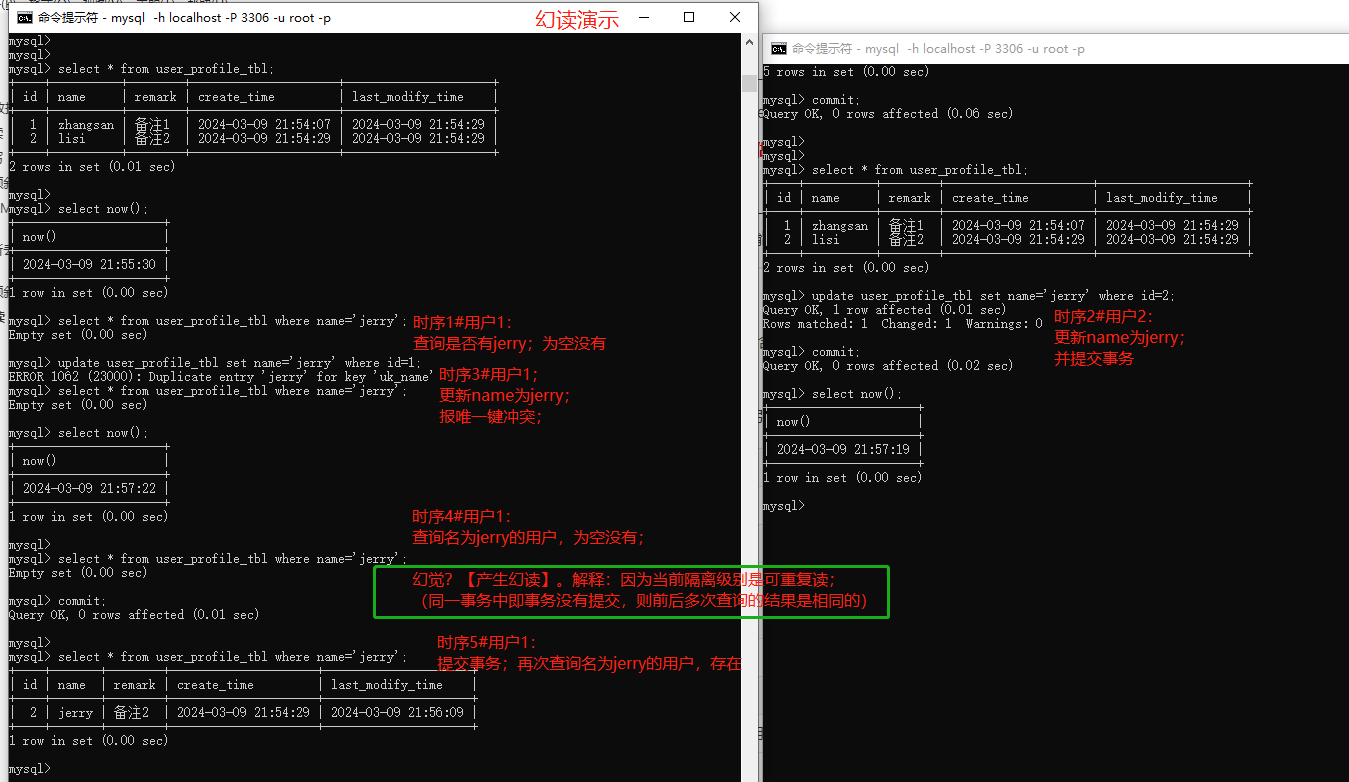 命令提示符 - mysql -h localhost -P 3306 -u root -p
幻读演示
mysql>
mysql>
mysql> select * from user_profile_tbl;
| id | name | remark | create_time | last_modify_time |
| 1 | zhangsan | 备注1 | 2024-03-09 21:54:07 | 2024-03-09 21:54:29 |
| 2 | lisi | 备注2 | 2024-03-09 21:54:29 | 2024-03-09 21:54:29 |
2 rows in set (0.01 sec)
mysql>
mysql> select now();
| now() |
| 2024-03-09 21:55:30 |
1 row in set (0.00 sec)
mysql> select * from user_profile_tbl where name='jerry';
Empty set (0.00 sec)
时序1#用户1：
查询是否有jerry；为空没有
mysql> update user_profile_tbl set name='jerry' where id=1;
ERROR 1062 (23000): Duplicate entry 'jerry' for key 'uk_name'
mysql> select * from user_profile_tbl where name='jerry';
Empty set (0.00 sec)
时序3#用户1；
更新name为jerry；
报唯一键冲突；
mysql> select now();
| now() |
| 2024-03-09 21:57:22 |
1 row in set (0.00 sec)
时序4#用户1：
查询名为jerry的用户，为空没有；
mysql>
mysql> select * from user_profile_tbl where name='jerry';
Empty set (0.00 sec)
幻觉？【产生幻读】。解释：因为当前隔离级别是可重复读；
（同一事务中即事务没有提交，则前后多次查询的结果是相同的）
mysql> commit;
Query OK, 0 rows affected (0.01 sec)
时序5#用户1：
提交事务；再次查询名为jerry的用户，存在
mysql>
mysql> select * from user_profile_tbl where name='jerry';
| id | name | remark | create_time | last_modify_time |
| 2 | jerry | 备注2 | 2024-03-09 21:54:29 | 2024-03-09 21:56:09 |
1 row in set (0.00 sec)
mysql>
命令提示符 - mysql -h localhost -P 3306 -u root -p
5 rows in set (0.00 sec)
mysql> commit;
Query OK, 0 rows affected (0.06 sec)
mysql>
mysql>
mysql> select * from user_profile_tbl;
| id | name | remark | create_time | last_modify_time |
| 1 | zhangsan | 备注1 | 2024-03-09 21:54:07 | 2024-03-09 21:54:29 |
| 2 | lisi | 备注2 | 2024-03-09 21:54:29 | 2024-03-09 21:54:29 |
2 rows in set (0.00 sec)
mysql> update user_profile_tbl set name='jerry' where id=2;
Query OK, 1 row affected (0.01 sec)
Rows matched: 1 Changed: 1 Warnings: 0
时序2#用户2：
更新name为jerry；
并提交事务
mysql> commit;
Query OK, 0 rows affected (0.02 sec)
mysql> select now();
| now() |
| 2024-03-09 21:57:19 |
1 row in set (0.00 sec)
mysql>